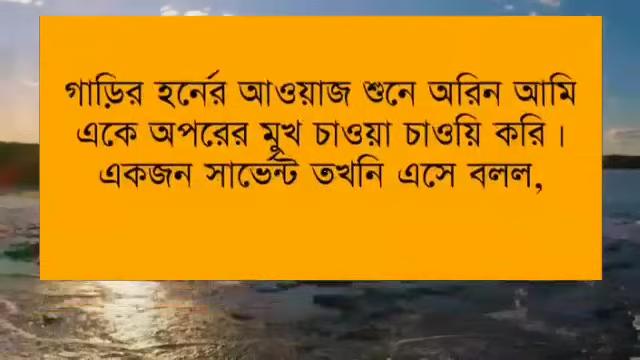 গাড়ির হর্নের আওয়াজ শুনে অরিন আমি
একে অপরের মুখ চাওয়া চাওয়ি করি।
একজন সার্ভেন্ট তখনি এসে বলল,